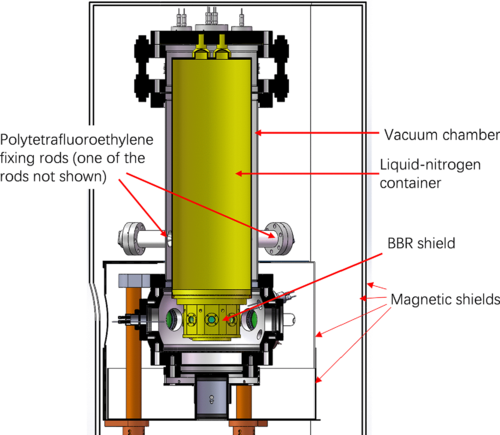 Polytetrafluoroethylene
fixing rods (one of the
rods not shown)
Vacuum chamber
Liquid-nitrogen
container
BBR shield
Magnetic shields